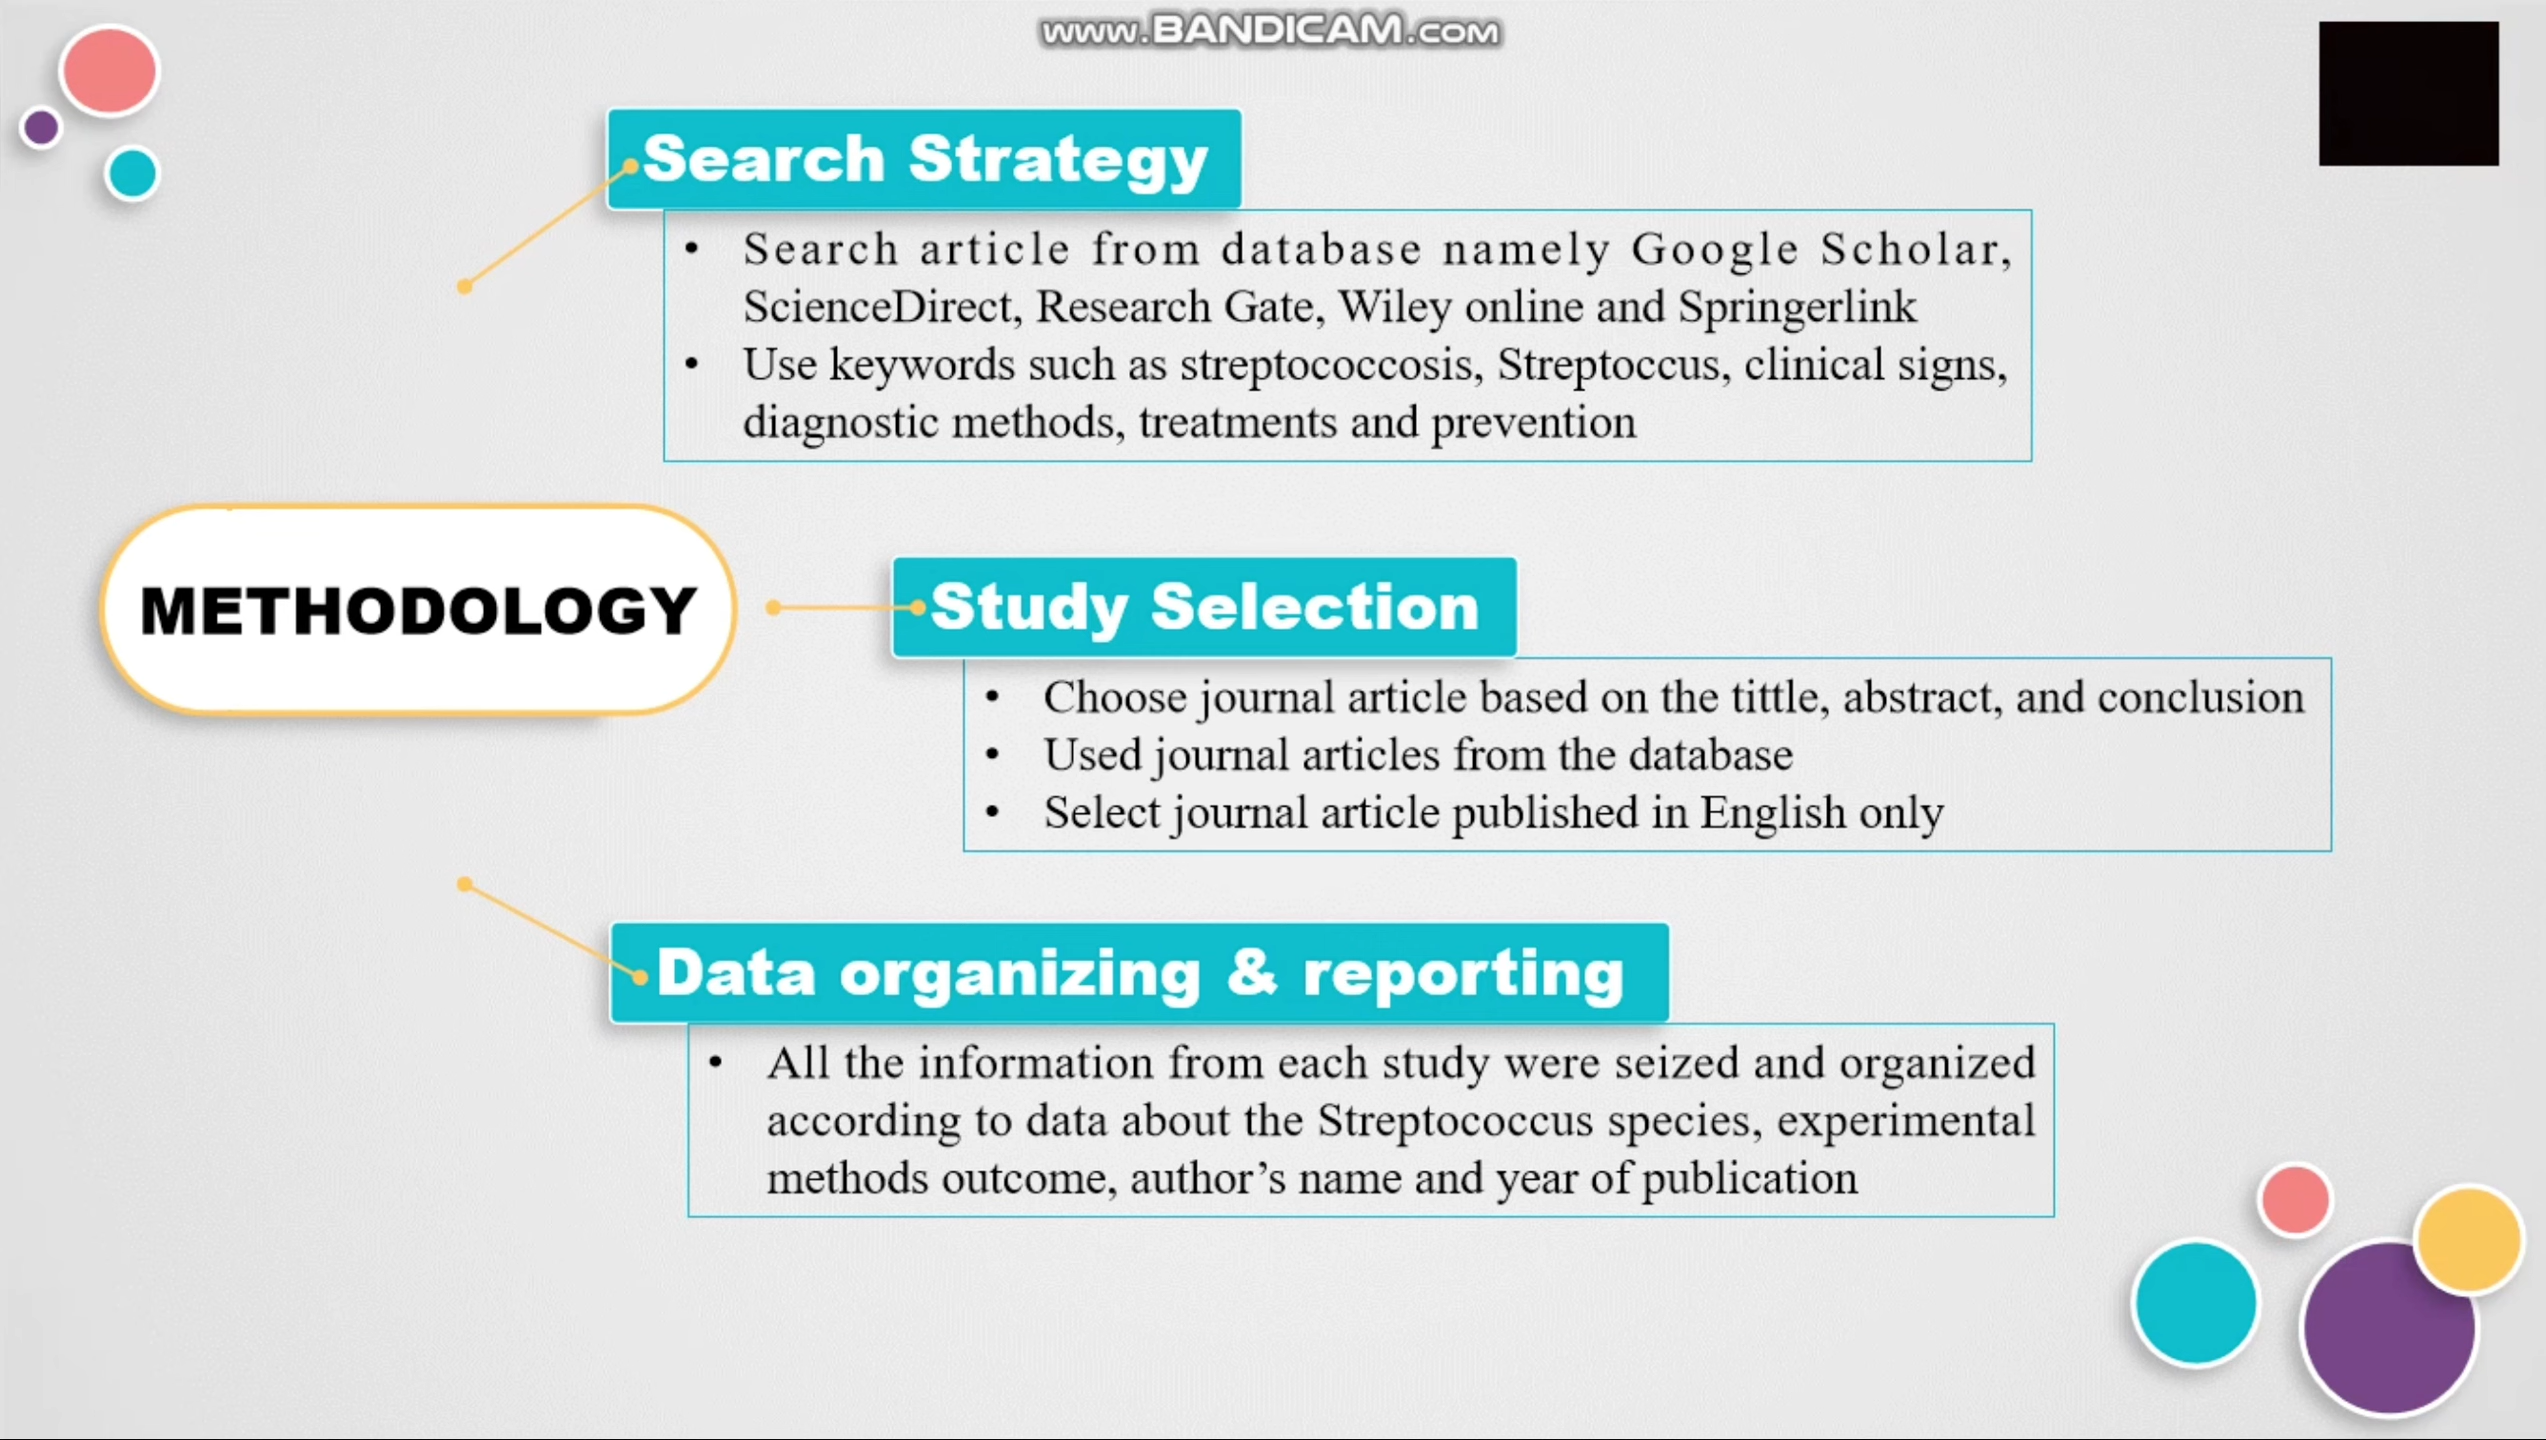 www.BANDICAM.com
Search Strategy
• Search article from database namely Google Scholar,
ScienceDirect, Research Gate, Wiley online and Springerlink
• Use keywords such as streptococcosis, Streptoccus, clinical signs,
diagnostic methods, treatments and prevention
METHODOLOGY
Study Selection
• Choose journal article based on the tittle, abstract, and conclusion
• Used journal articles from the database
• Select journal article published in English only
Data organizing & reporting
• All the information from each study were seized and organized
according to data about the Streptococcus species, experimental
methods outcome, author’s name and year of publication